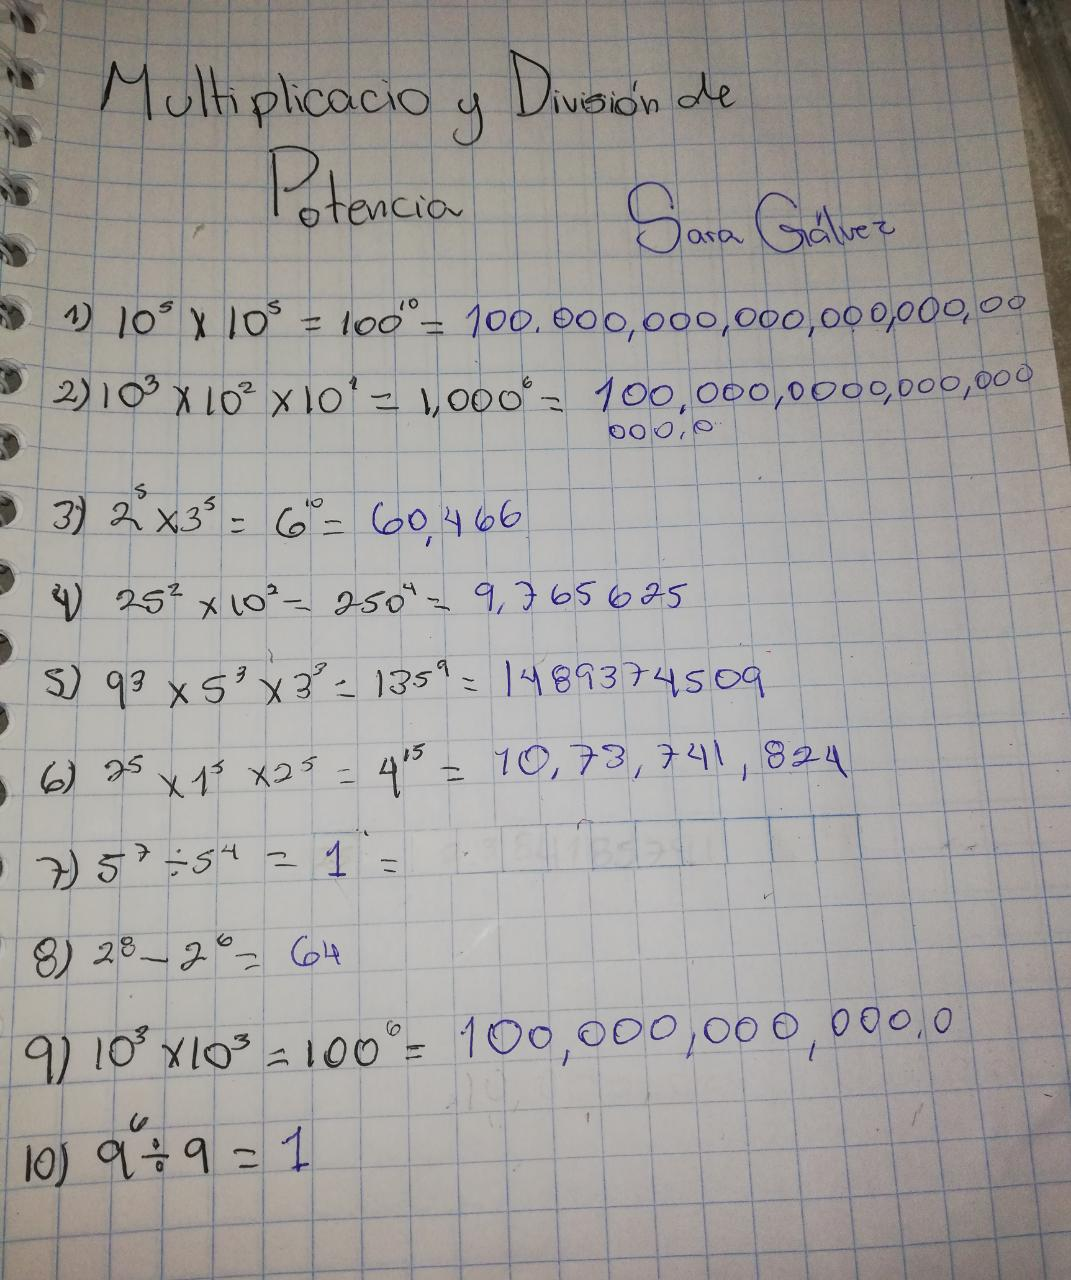 Multiplicacio y División de
Potencia
Sara Gálvez
1) 10⁵ x 10⁵ = 100¹⁰ = 100.000,000,000,000,000,00
2) 10³ x 10² x 10¹ = 1,000⁶ = 100,000,0000,000,000
000,0
3) 2⁵ x 3⁵ = 6¹⁰ = 60,466
4) 25² x 10² = 250⁴ = 9,765625
5) 9³ x 5³ x 3³ = 135⁹ = 1489374509
6) 2⁵ x 1⁵ x 2⁵ = 4¹⁵ = 10,73,741,824
7) 5⁷ ÷ 5⁴ = 1 =
8) 2⁸ – 2⁶ = 64
9) 10³ x 10³ = 100⁶ = 100,000,000,000,0
10) 9⁶ ÷ 9 = 1